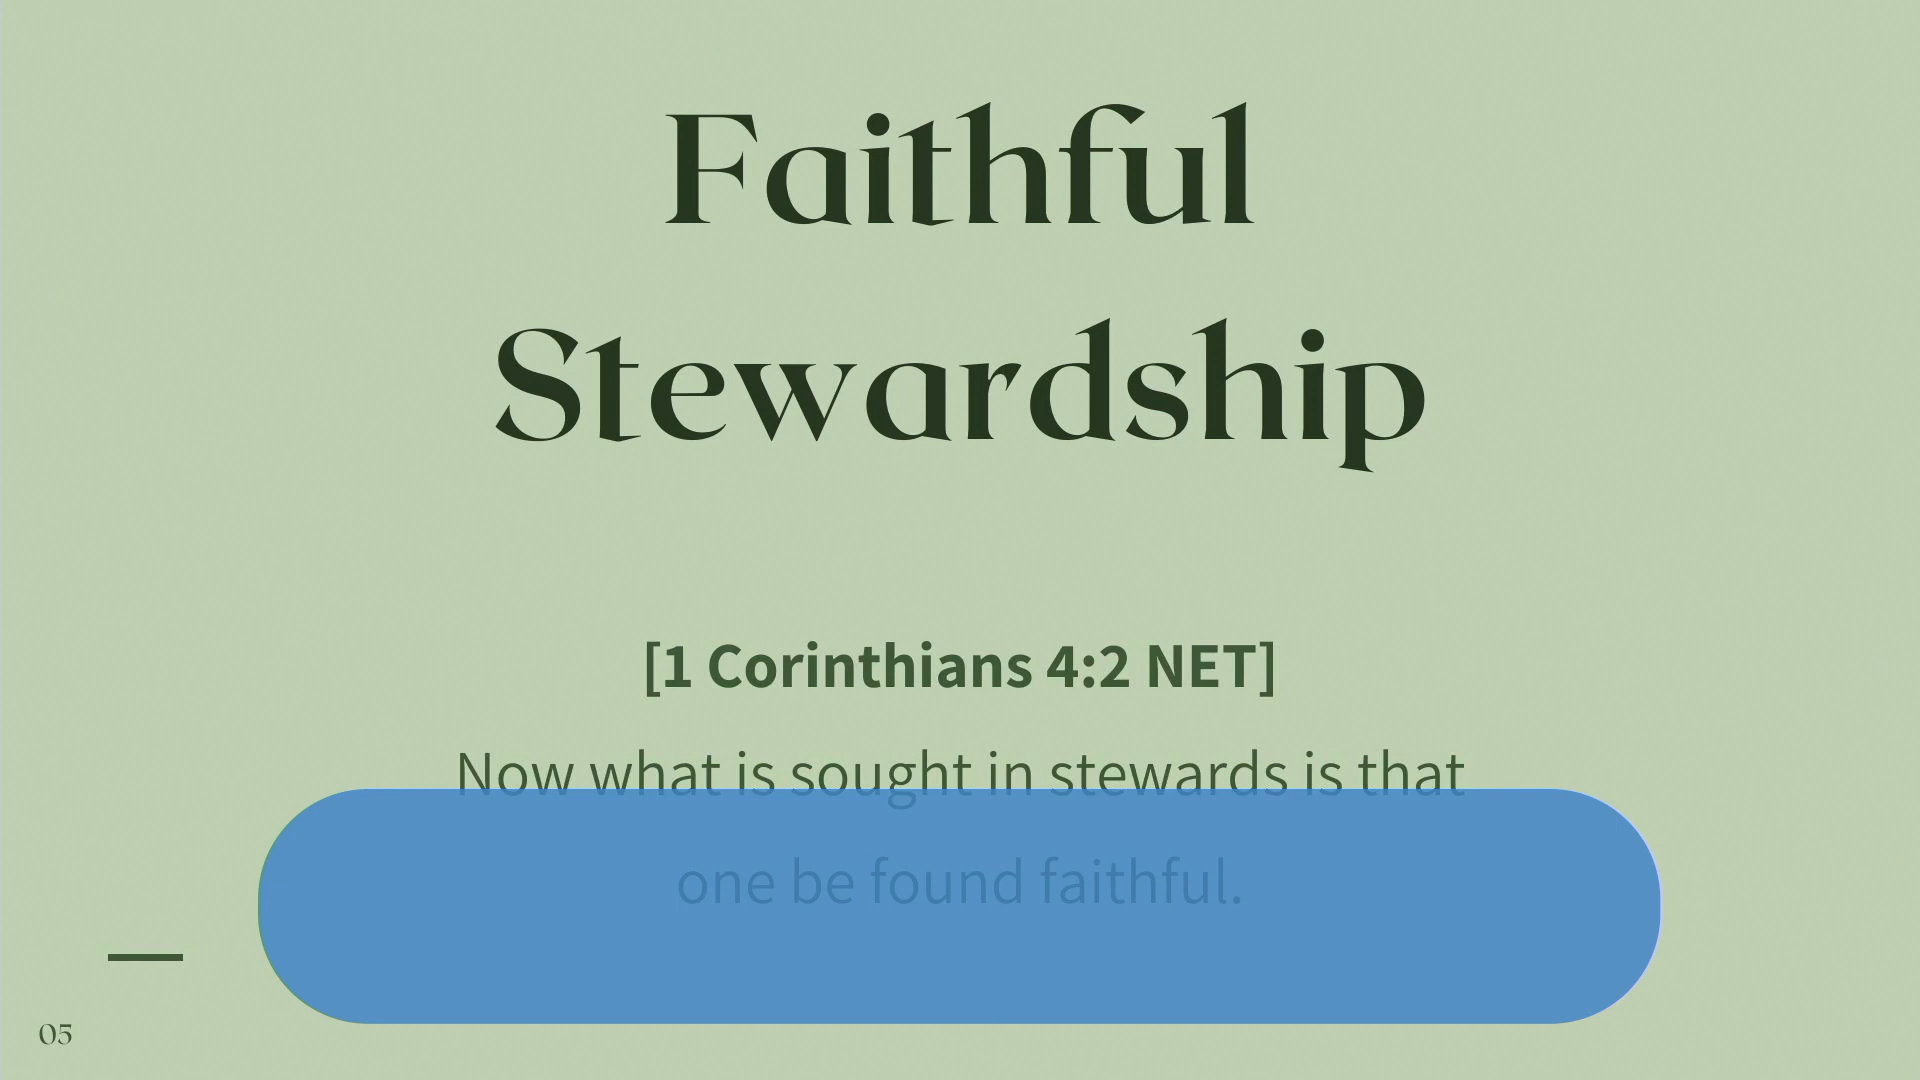 Faithful
Stewardship
[1 Corinthians 4:2 NET]
Now what is sought in stewards is that
one be found faithful.
05